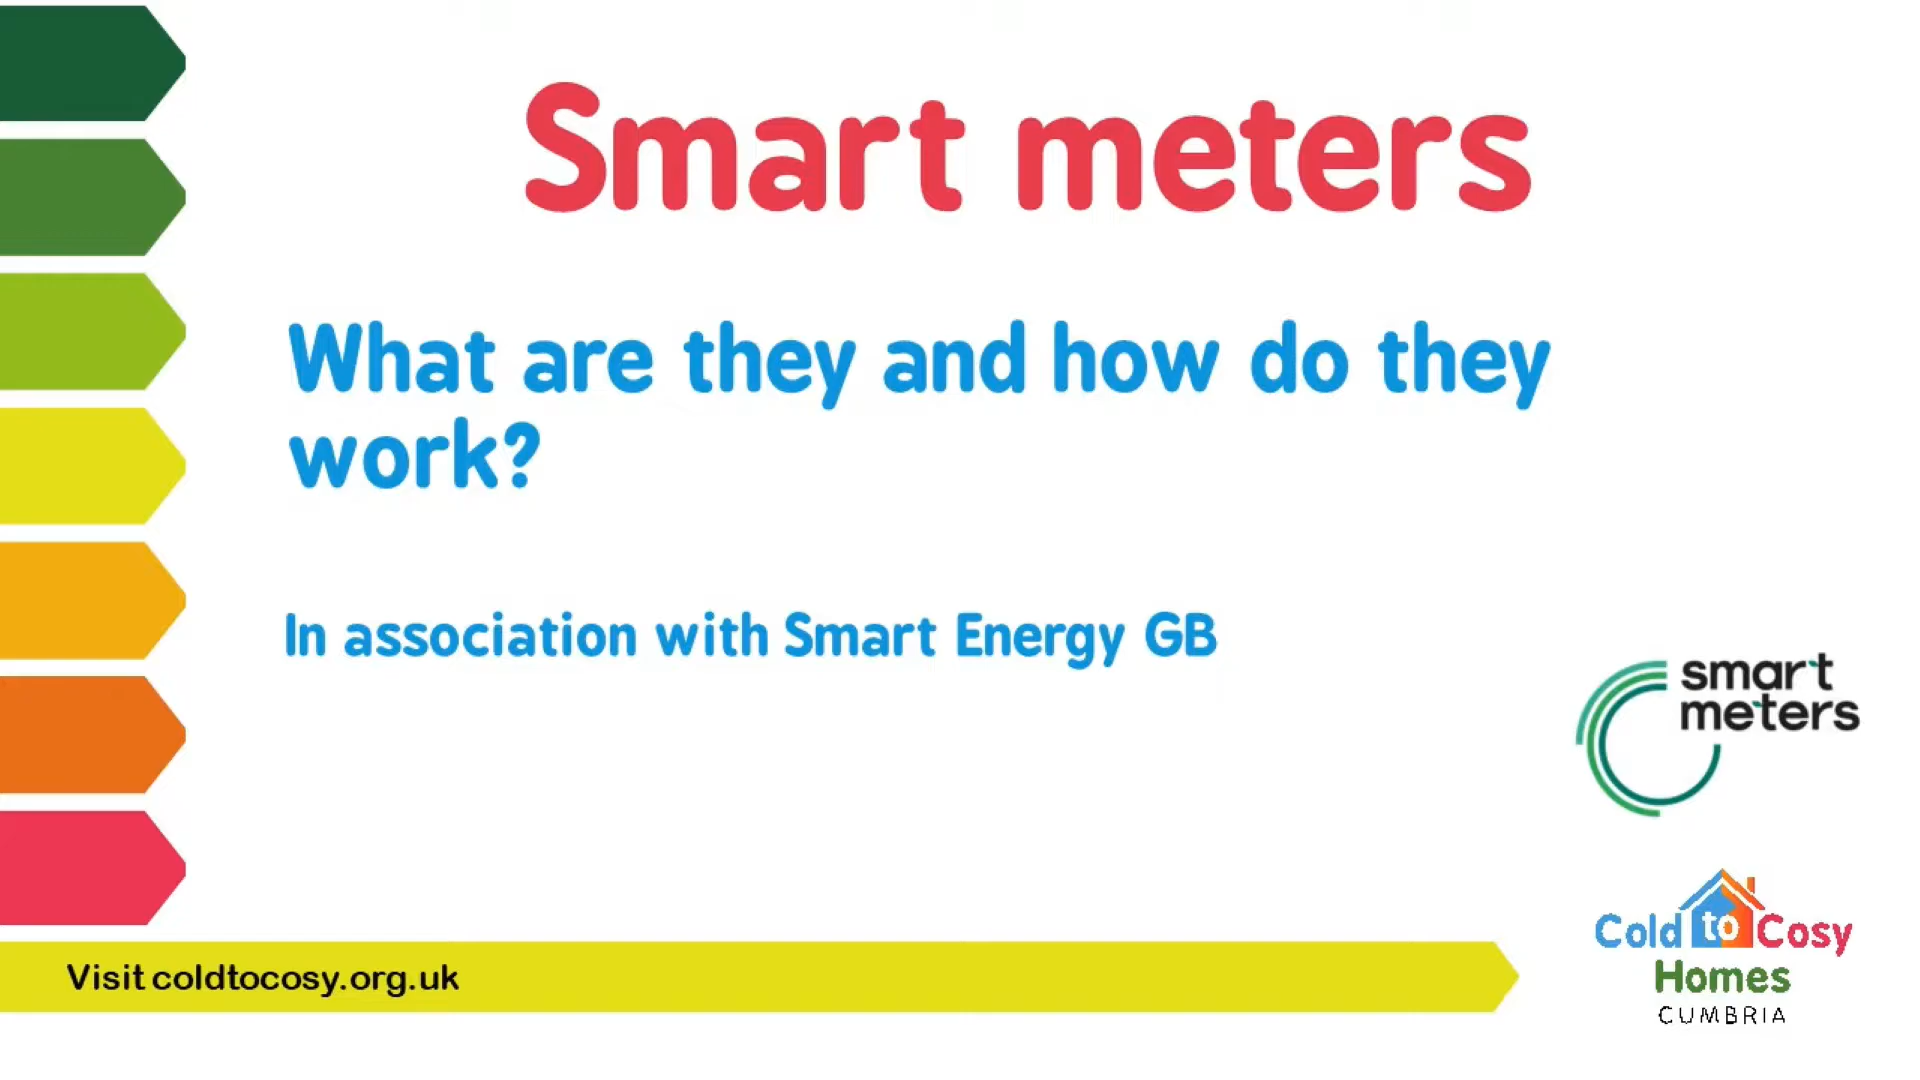 Smart meters
What are they and how do they
work?
In association with Smart Energy GB
smart
meters
Cold to Cosy
Homes
CUMBRIA
Visit coldtocosy.org.uk